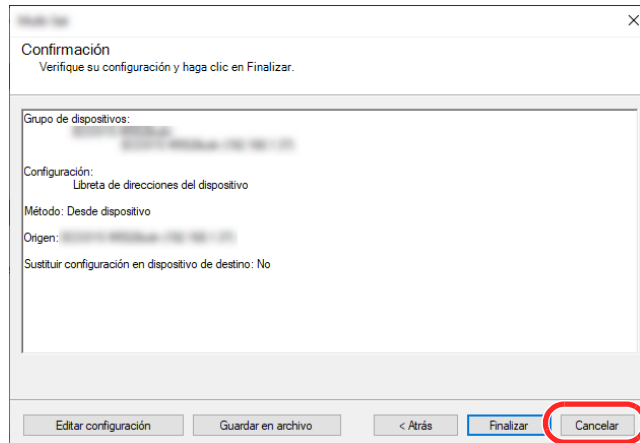 Confirmación
Verifique su configuración y haga clic en Finalizar.
Grupo de dispositivos:
Configuración:
Libreta de direcciones del dispositivo
Método: Desde dispositivo
Origen:
Sustituir configuración en dispositivo de destino: No
Editar configuración
Guardar en archivo
< Atrás
Finalizar
Cancelar